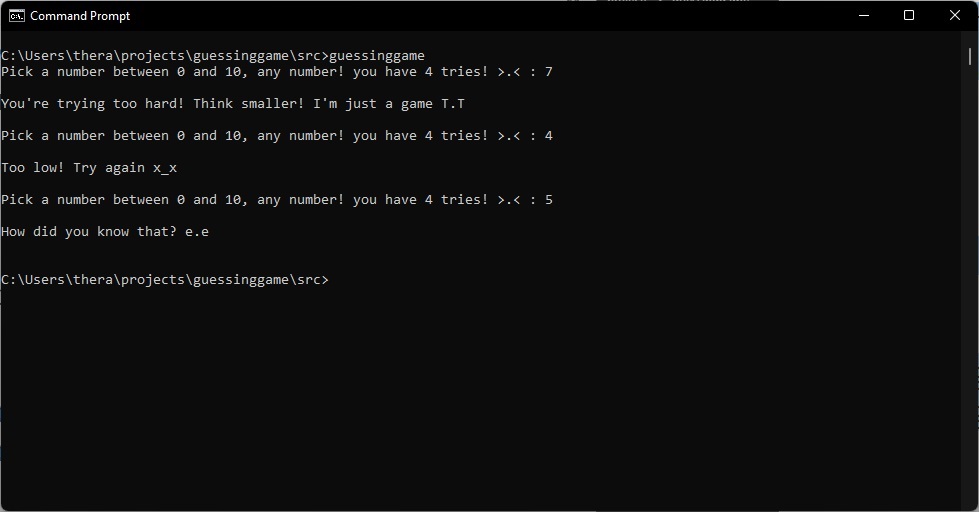 Command Prompt
C:\Users\thera\projects\guessinggame\src>guessinggame
Pick a number between 0 and 10, any number! you have 4 tries! >.< : 7
You're trying too hard! Think smaller! I'm just a game T.T
Pick a number between 0 and 10, any number! you have 4 tries! >.< : 4
Too low! Try again x_x
Pick a number between 0 and 10, any number! you have 4 tries! >.< : 5
How did you know that? e.e
C:\Users\thera\projects\guessinggame\src>